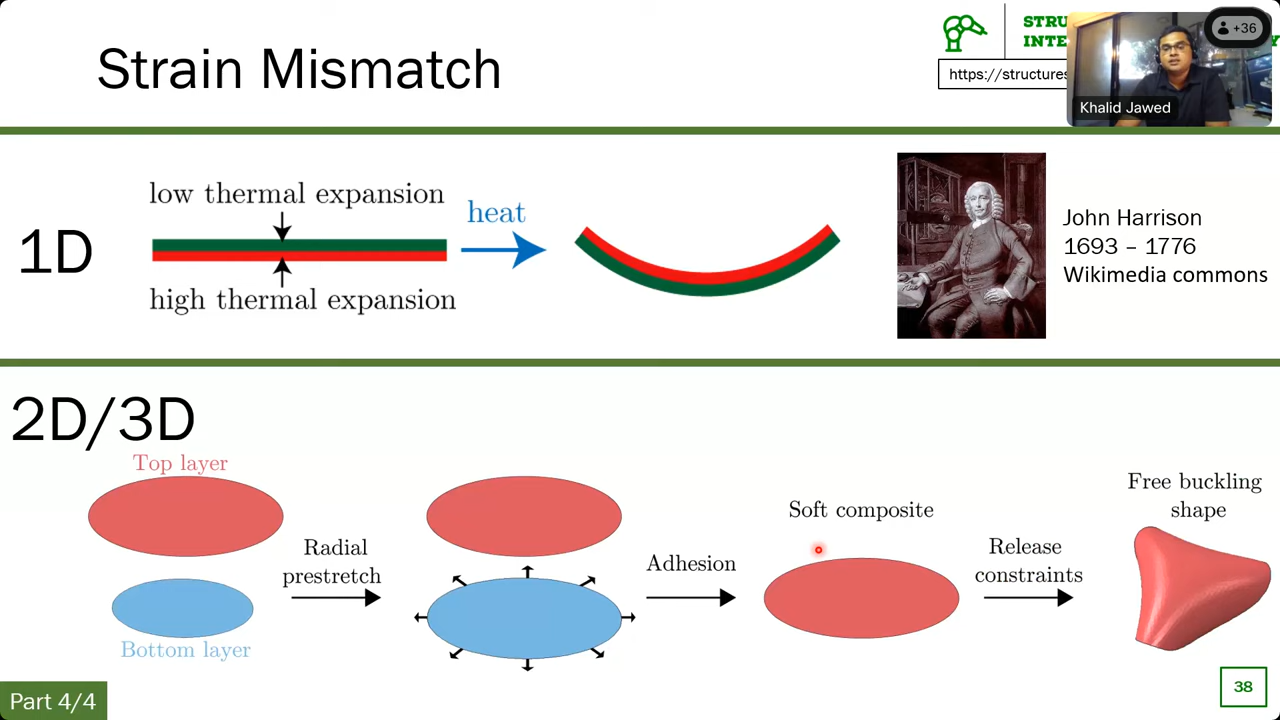 Strain Mismatch
STRU
INTE
https://structures
+36
Khalid Jawed
1D
low thermal expansion
high thermal expansion
heat
John Harrison
1693 – 1776
Wikimedia commons
2D/3D
Top layer
Bottom layer
Radial
prestretch
Adhesion
Soft composite
Release
constraints
Free buckling
shape
Part 4/4
38